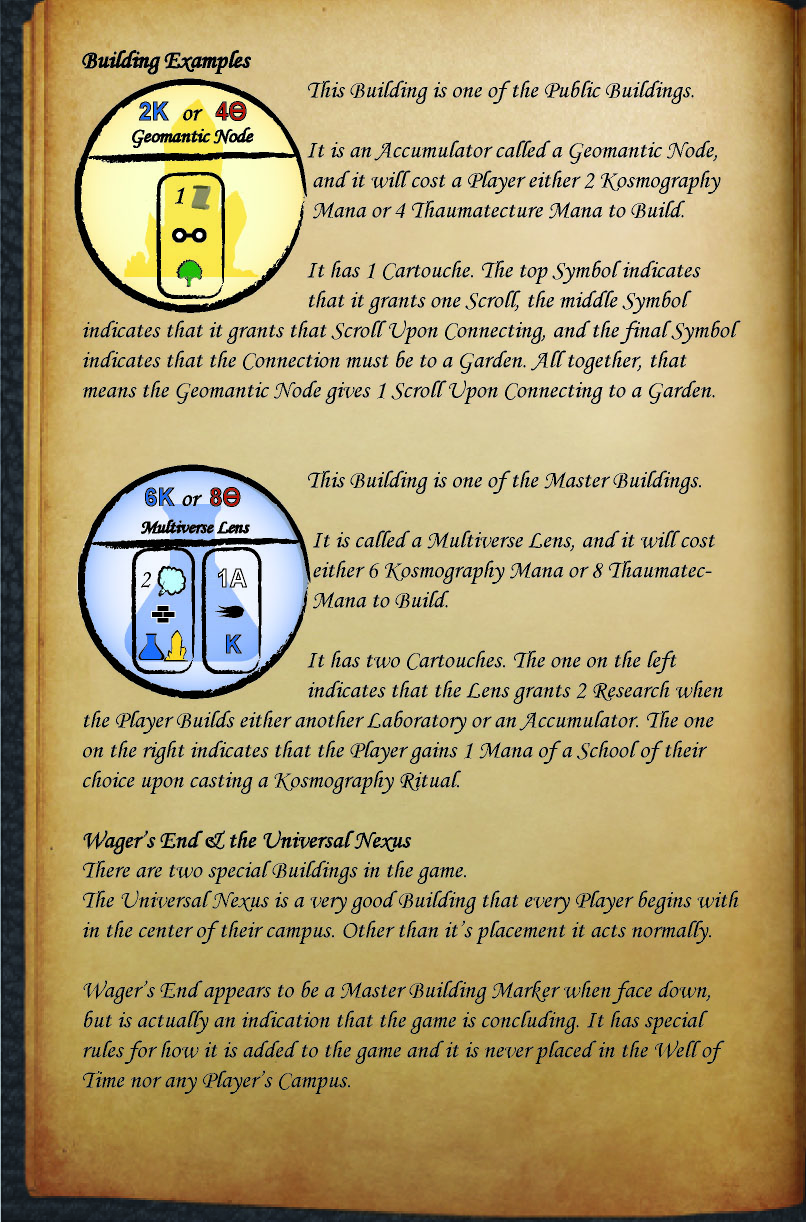 Building Examples
2K or 4Θ
Geomantic Node
1
This Building is one of the Public Buildings.
It is an Accumulator called a Geomantic Node,
and it will cost a Player either 2 Kosmography
Mana or 4 Thaumatecture Mana to Build.
It has 1 Cartouche. The top Symbol indicates
that it grants one Scroll, the middle Symbol
indicates that it grants that Scroll Upon Connecting, and the final Symbol
indicates that the Connection must be to a Garden. All together, that
means the Geomantic Node gives 1 Scroll Upon Connecting to a Garden.
6K or 8Θ
Multiverse Lens
2
1A
K
This Building is one of the Master Buildings.
It is called a Multiverse Lens, and it will cost
either 6 Kosmography Mana or 8 Thaumatec-
Mana to Build.
It has two Cartouches. The one on the left
indicates that the Lens grants 2 Research when
the Player Builds either another Laboratory or an Accumulator. The one
on the right indicates that the Player gains 1 Mana of a School of their
choice upon casting a Kosmography Ritual.
Wager's End & the Universal Nexus
There are two special Buildings in the game.
The Universal Nexus is a very good Building that every Player begins with
in the center of their campus. Other than it's placement it acts normally.
Wager's End appears to be a Master Building Marker when face down,
but is actually an indication that the game is concluding. It has special
rules for how it is added to the game and it is never placed in the Well of
Time nor any Player's Campus.